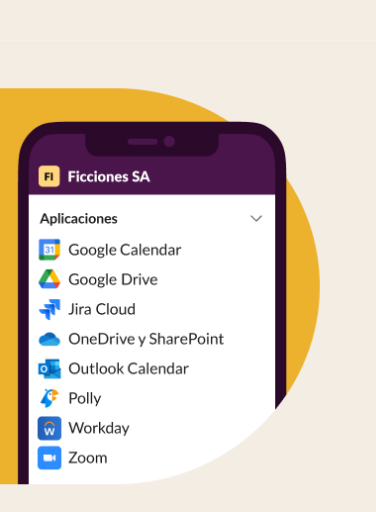 FI Ficciones SA
Aplicaciones
31 Google Calendar
Google Drive
Jira Cloud
OneDrive y SharePoint
Outlook Calendar
Polly
Workday
Zoom